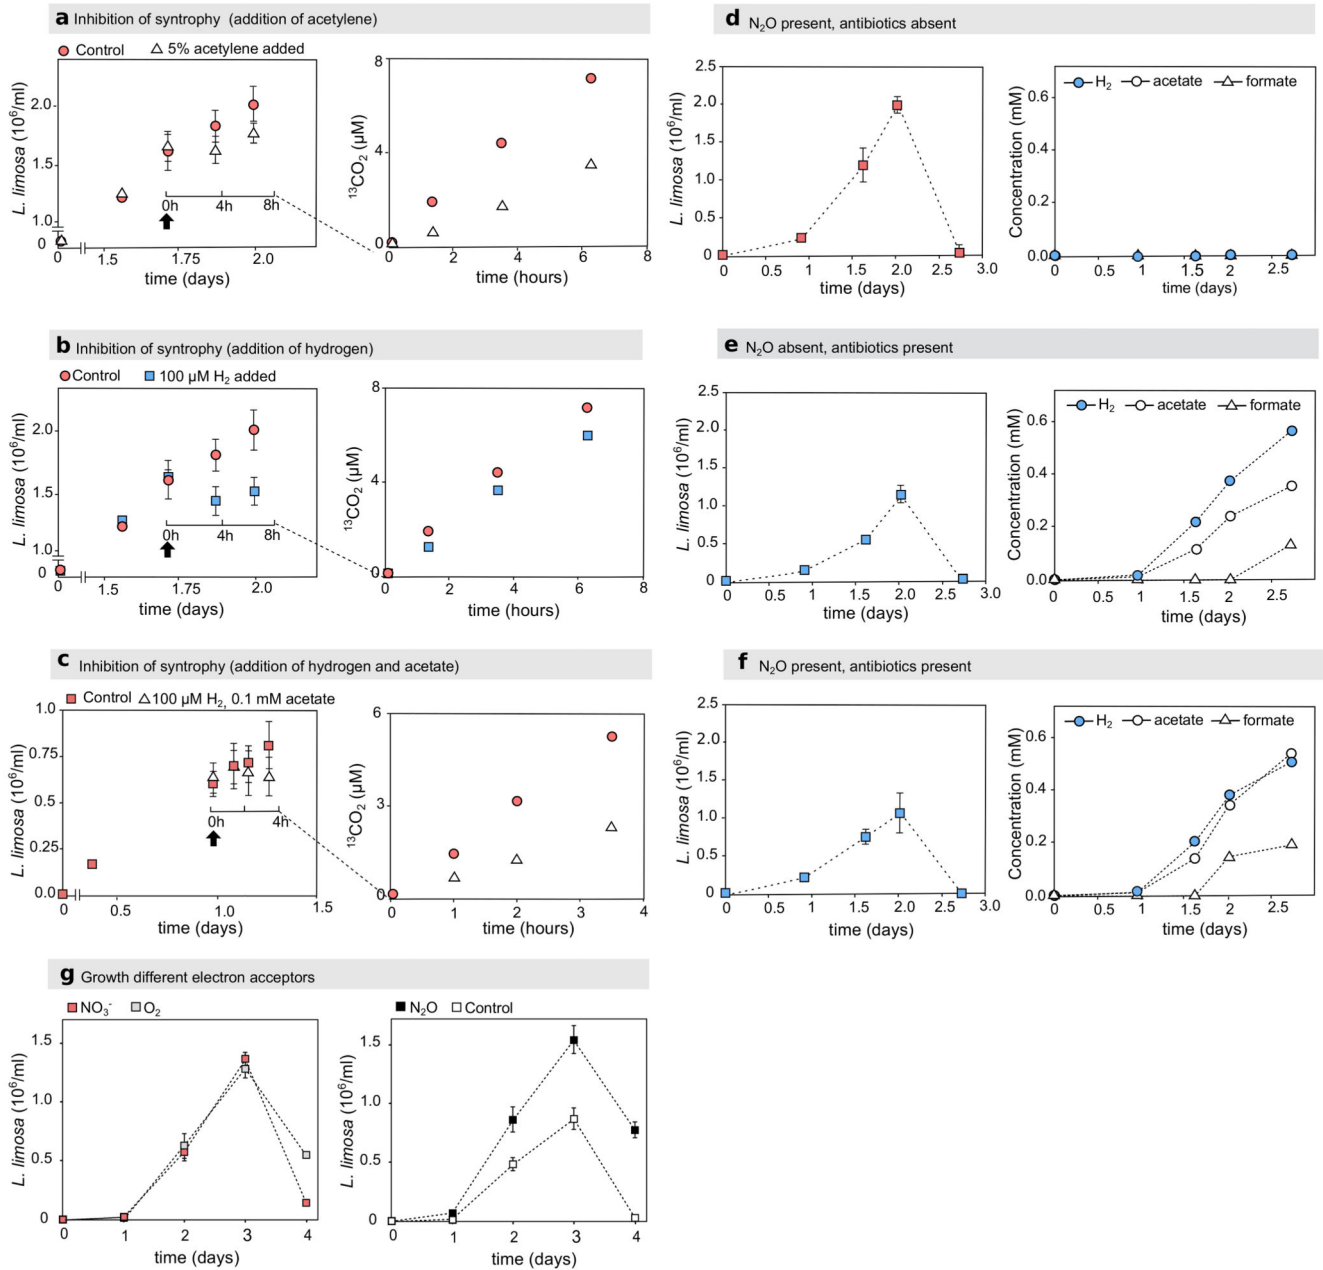 a Inhibition of syntrophy (addition of acetylene)
Control 5% acetylene added
L. limosa (10⁶/ml)
2.0
1.5
1.0
0
0h 4h 8h
0 1.5 1.75 2.0
time (days)
¹³CO₂ (µM)
8
4
0
0 2 4 6 8
time (hours)
b Inhibition of syntrophy (addition of hydrogen)
Control 100 µM H₂ added
L. limosa (10⁶/ml)
2.0
1.5
1.0
0
0h 4h 8h
0 1.5 1.75 2.0
time (days)
¹³CO₂ (µM)
8
4
0
0 2 4 6 8
time (hours)
c Inhibition of syntrophy (addition of hydrogen and acetate)
Control 100 µM H₂, 0.1 mM acetate
L. limosa (10⁶/ml)
1.0
0.75
0.5
0.25
0.0
0h 4h
0 0.5 1.0 1.5
time (days)
¹³CO₂ (µM)
6
3
0
0 1 2 3 4
time (hours)
d N₂O present, antibiotics absent
L. limosa (10⁶/ml)
2.5
2.0
1.5
1.0
0.5
0
0 0.5 1 1.5 2.0 2.5 3.0
time (days)
H₂ acetate formate
Concentration (mM)
0.6
0.4
0.2
0.0
0 0.5 1 1.5 2 2.5
time (days)
e N₂O absent, antibiotics present
L. limosa (10⁶/ml)
2.5
2.0
1.5
1.0
0.5
0
0 0.5 1 1.5 2.0 2.5 3.0
time (days)
H₂ acetate formate
Concentration (mM)
0.6
0.4
0.2
0.0
0 0.5 1 1.5 2 2.5
time (days)
f N₂O present, antibiotics present
L. limosa (10⁶/ml)
2.5
2.0
1.5
1.0
0.5
0
0 0.5 1 1.5 2.0 2.5 3.0
time (days)
H₂ acetate formate
Concentration (mM)
0.6
0.4
0.2
0.0
0 0.5 1 1.5 2 2.5
time (days)
g Growth different electron acceptors
NO₃⁻ O₂
L. limosa (10⁶/ml)
1.5
1.0
0.5
0
0 1 2 3 4
time (days)
N₂O Control
L. limosa (10⁶/ml)
1.5
1.0
0.5
0
0 1 2 3 4
time (days)